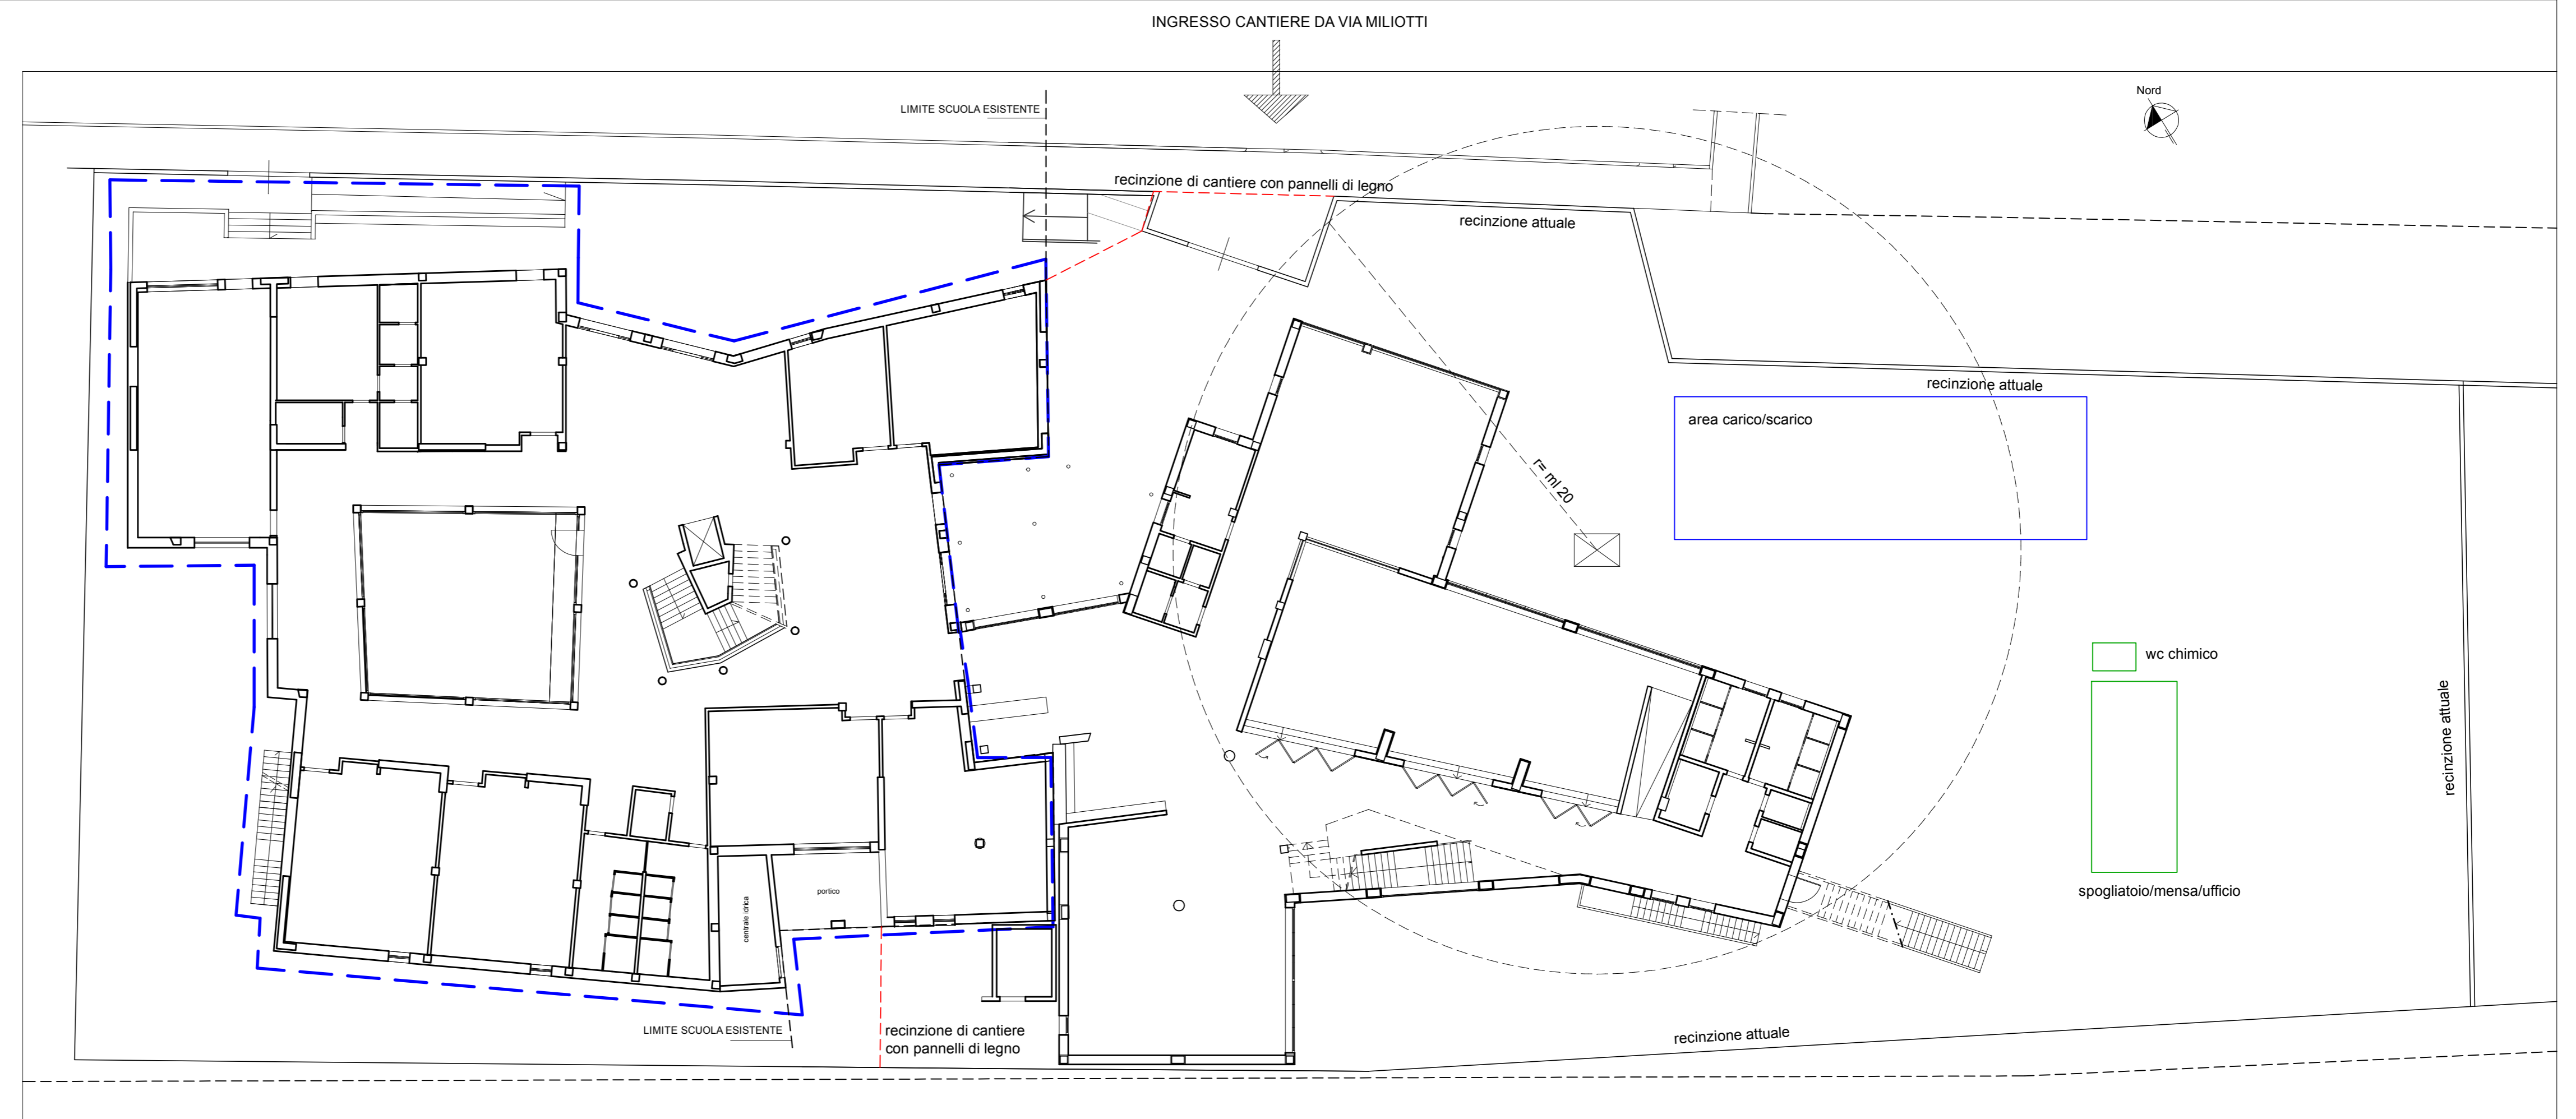 INGRESSO CANTIERE DA VIA MILIOTTI
Nord
LIMITE SCUOLA ESISTENTE
recinzione di cantiere con pannelli di legno
recinzione attuale
recinzione attuale
area carico/scarico
r= ml 20
wc chimico
recinzione attuale
spogliatoio/mensa/ufficio
portico
centrale idrica
LIMITE SCUOLA ESISTENTE
recinzione di cantiere
con pannelli di legno
recinzione attuale